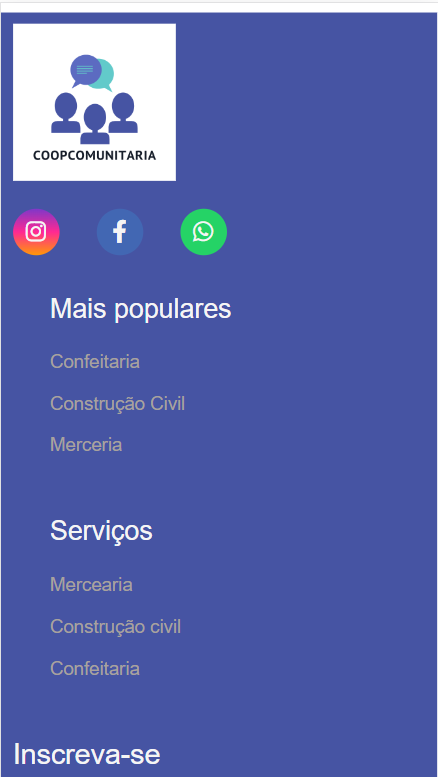 COOPCOMUNITARIA
Mais populares
Confeitaria
Construção Civil
Merceria
Serviços
Mercearia
Construção civil
Confeitaria
Inscreva-se